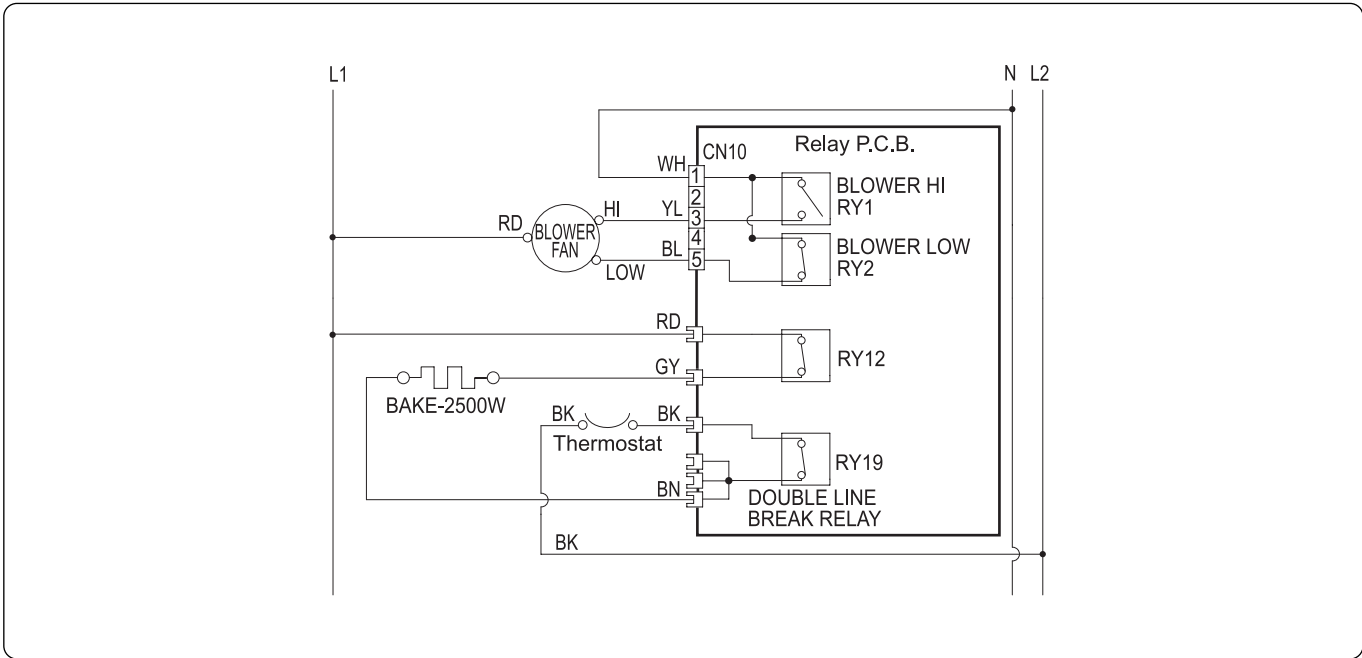 L1
N
L2
Relay P.C.B.
CN10
WH
1
2
3
4
5
BLOWER HI
RY1
HI
YL
RD
BLOWER
FAN
BL
LOW
BLOWER LOW
RY2
RD
RY12
GY
BAKE-2500W
BK
BK
Thermostat
RY19
BN
DOUBLE LINE
BREAK RELAY
BK